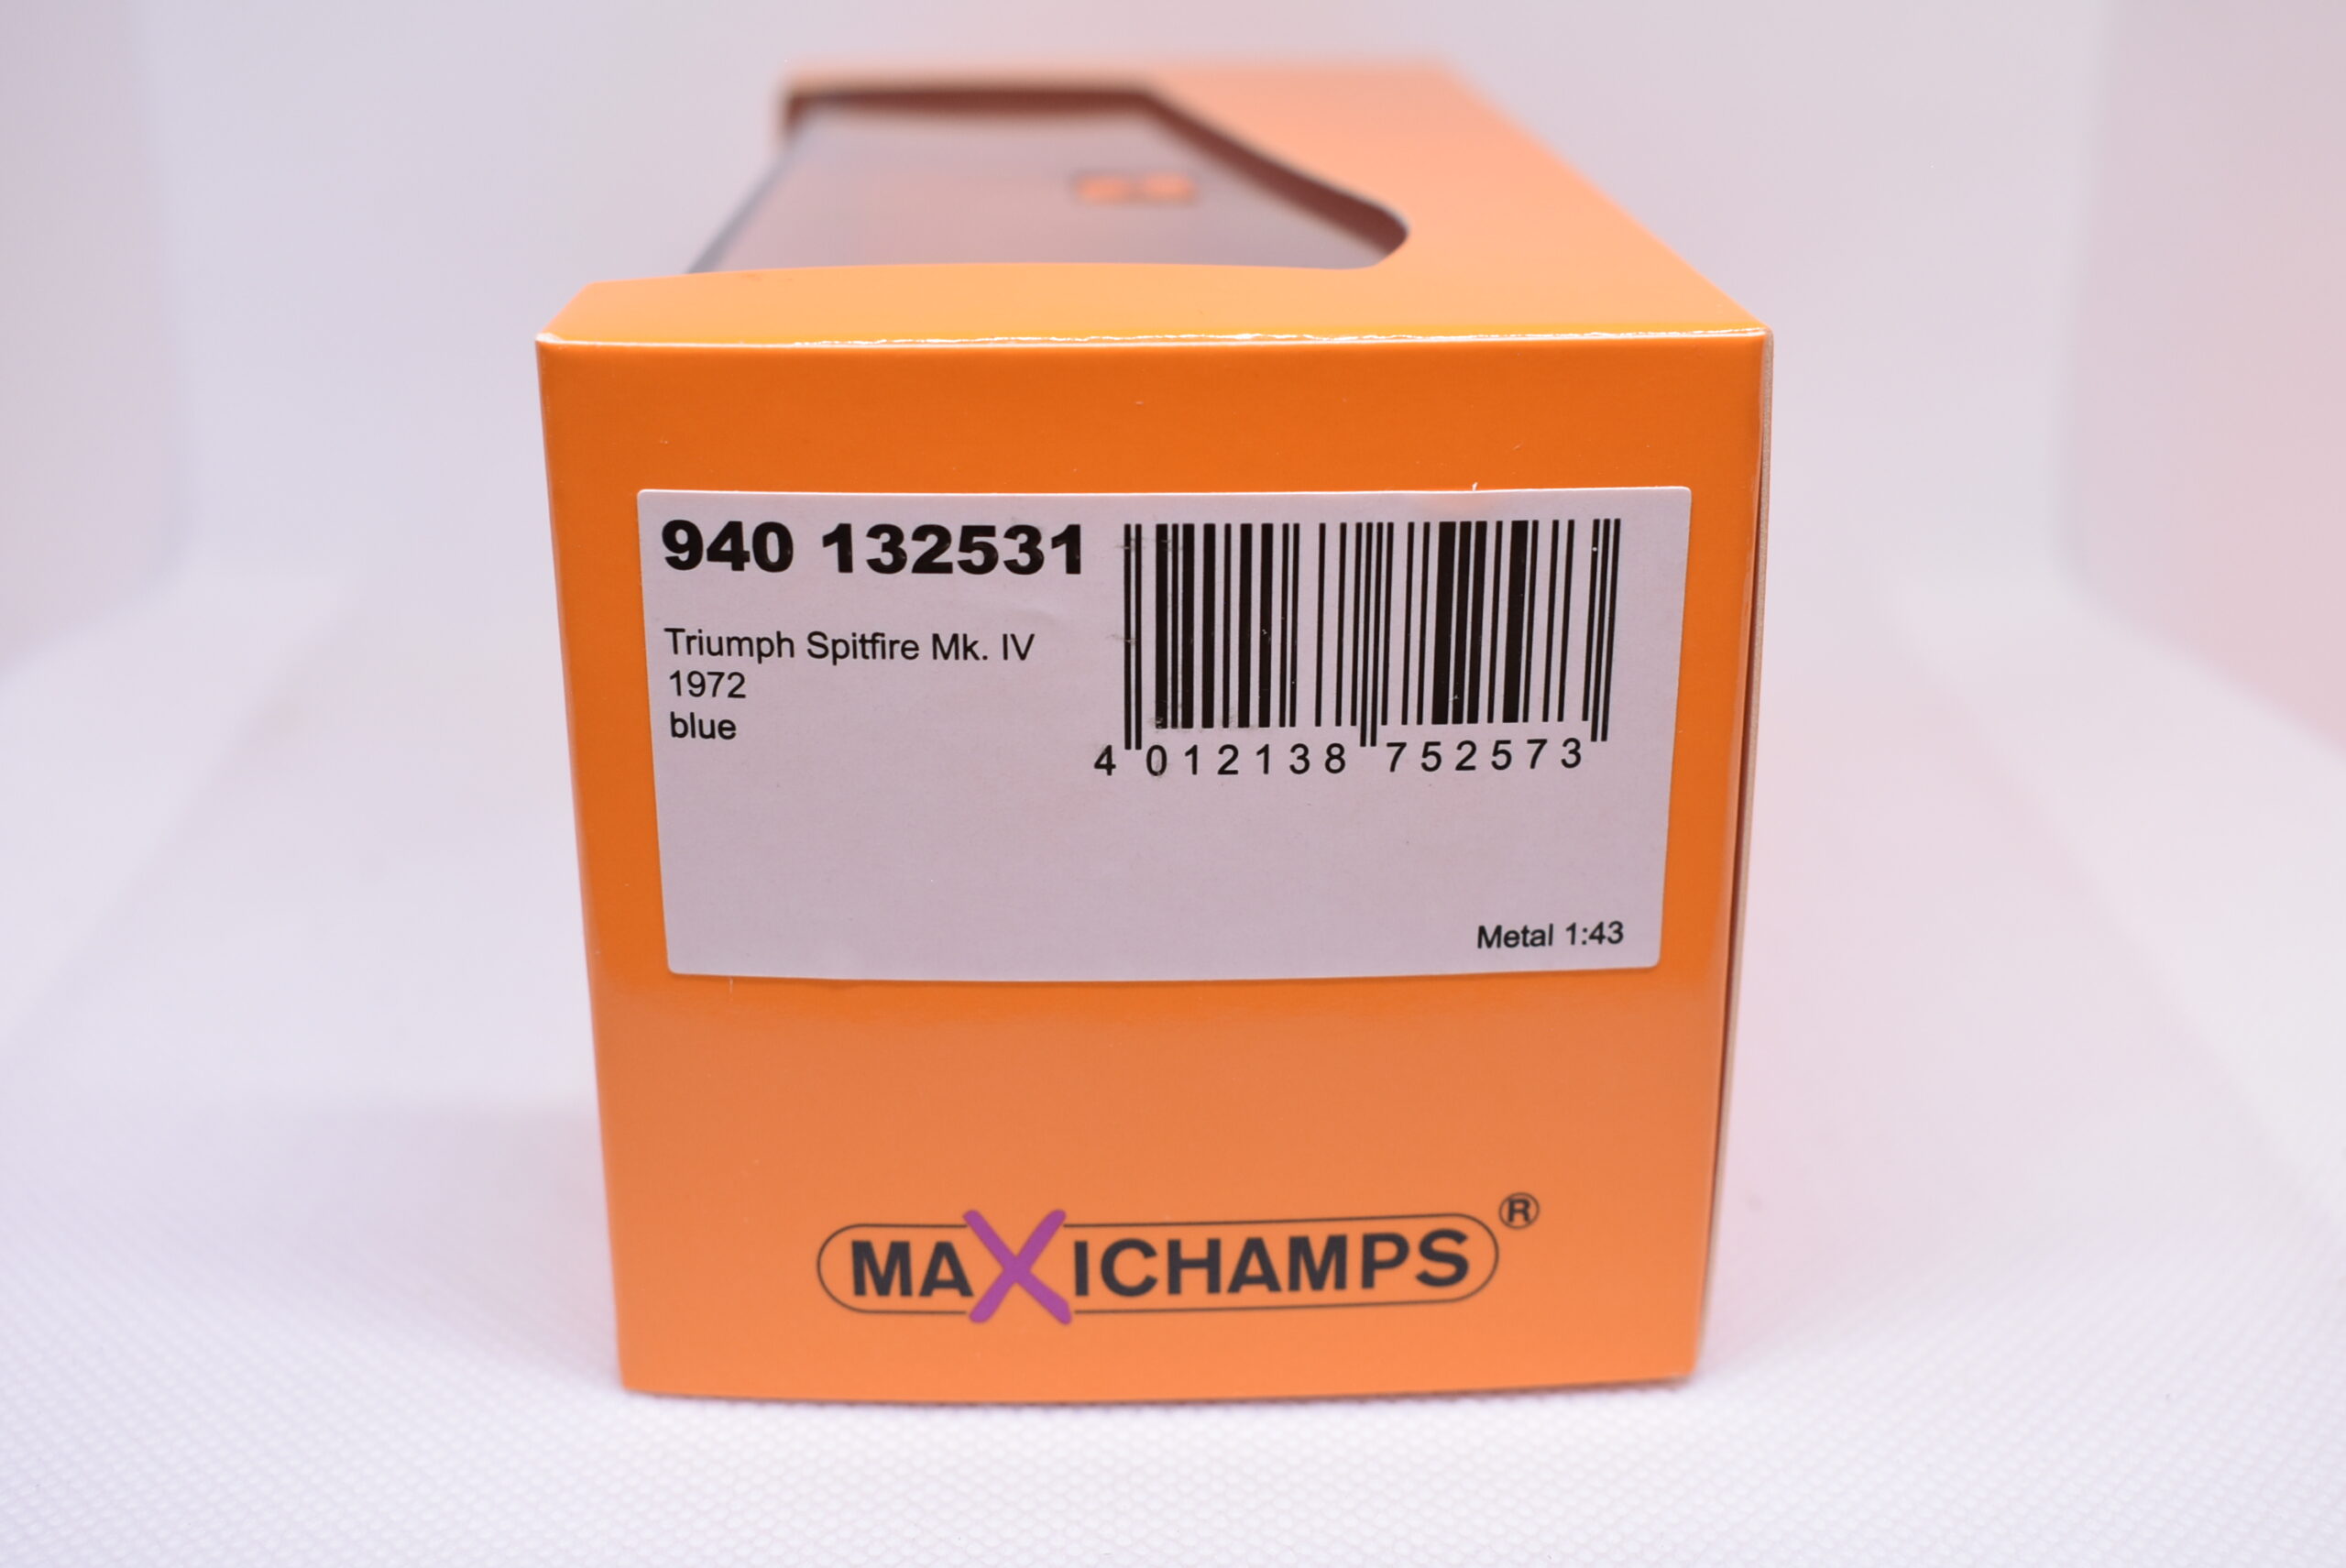 940 132531
Triumph Spitfire Mk. IV
1972
blue
4 012138 752573
Metal 1:43
MAXICHAMPS®